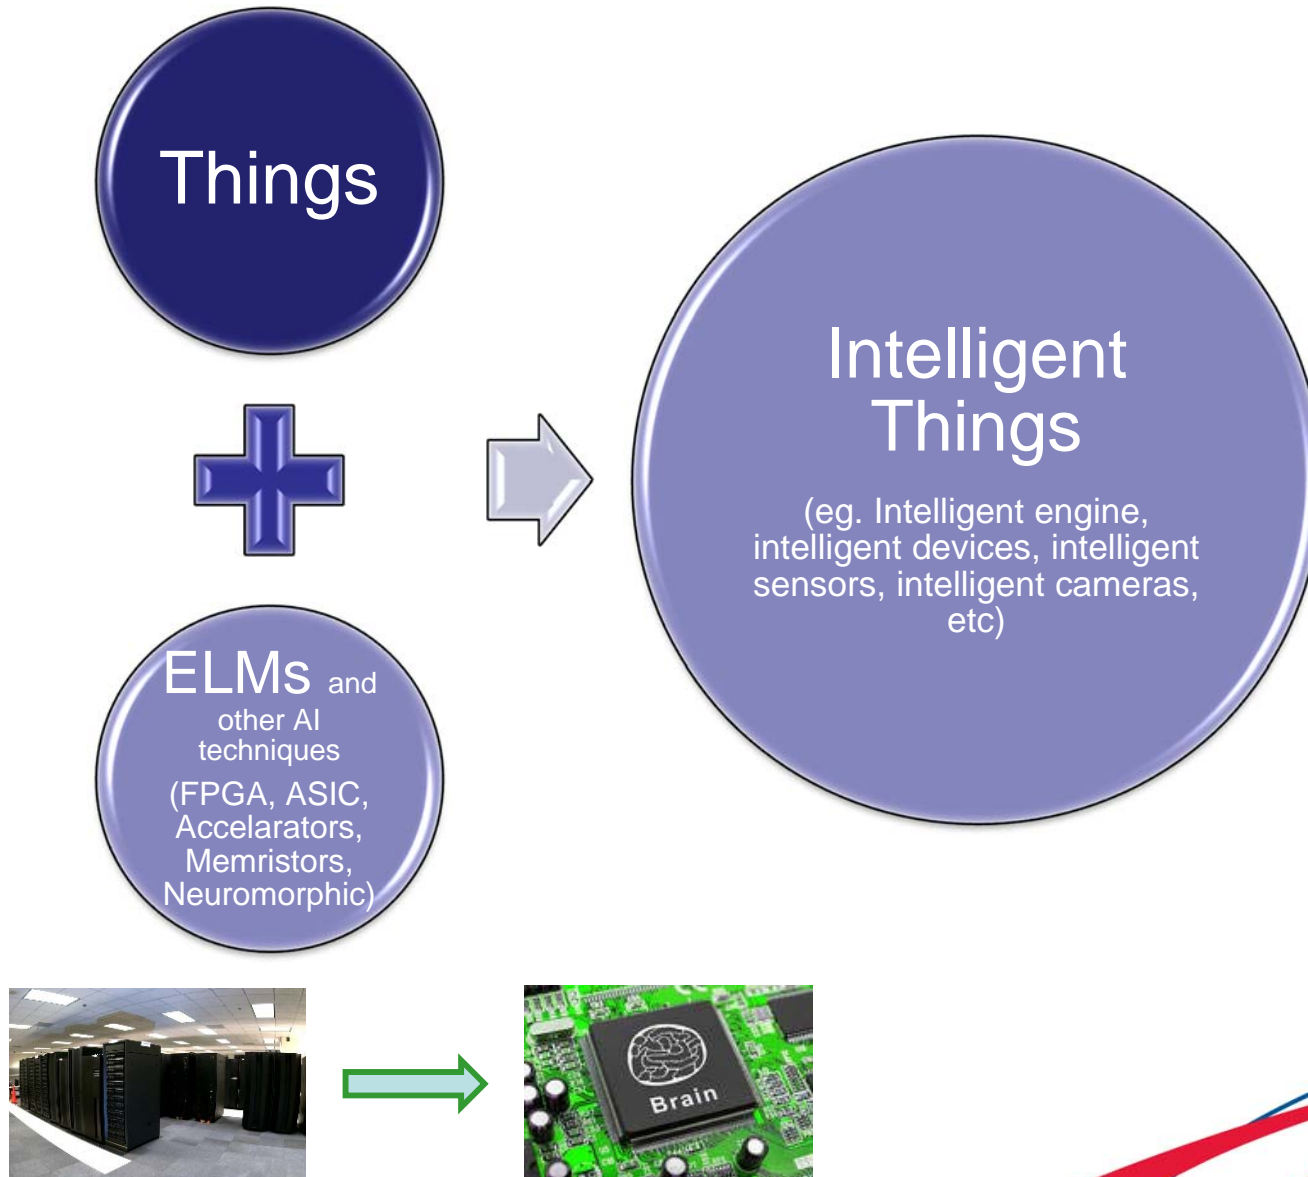 Things
ELMs and
other AI
techniques
(FPGA, ASIC,
Accelarators,
Memristors,
Neuromorphic)
Intelligent
Things
(eg. Intelligent engine,
intelligent devices, intelligent
sensors, intelligent cameras,
etc)
Brain